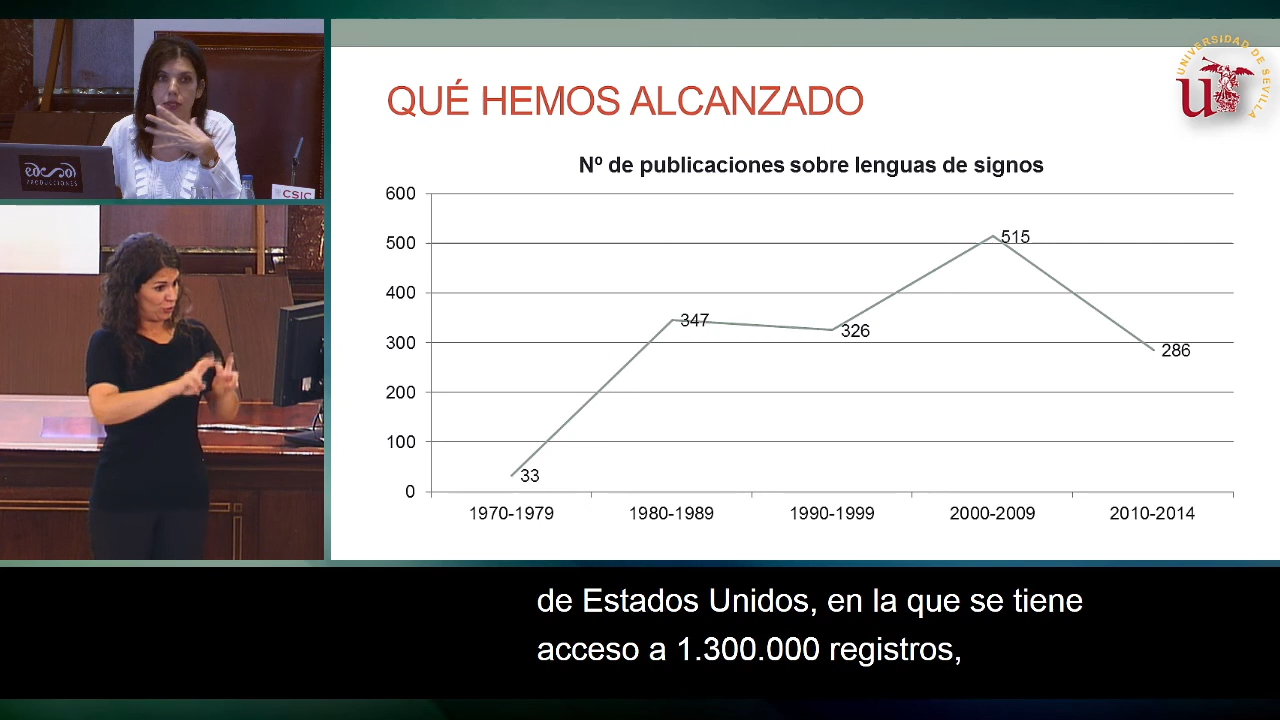 edsol
PRODUCCIONES
CSIC
UNIVERSIDAD DE SEVILLA
QUÉ HEMOS ALCANZADO
Nº de publicaciones sobre lenguas de signos
600
500
400
300
200
100
0
33
347
326
515
286
1970-1979
1980-1989
1990-1999
2000-2009
2010-2014
de Estados Unidos, en la que se tiene
acceso a 1.300.000 registros,